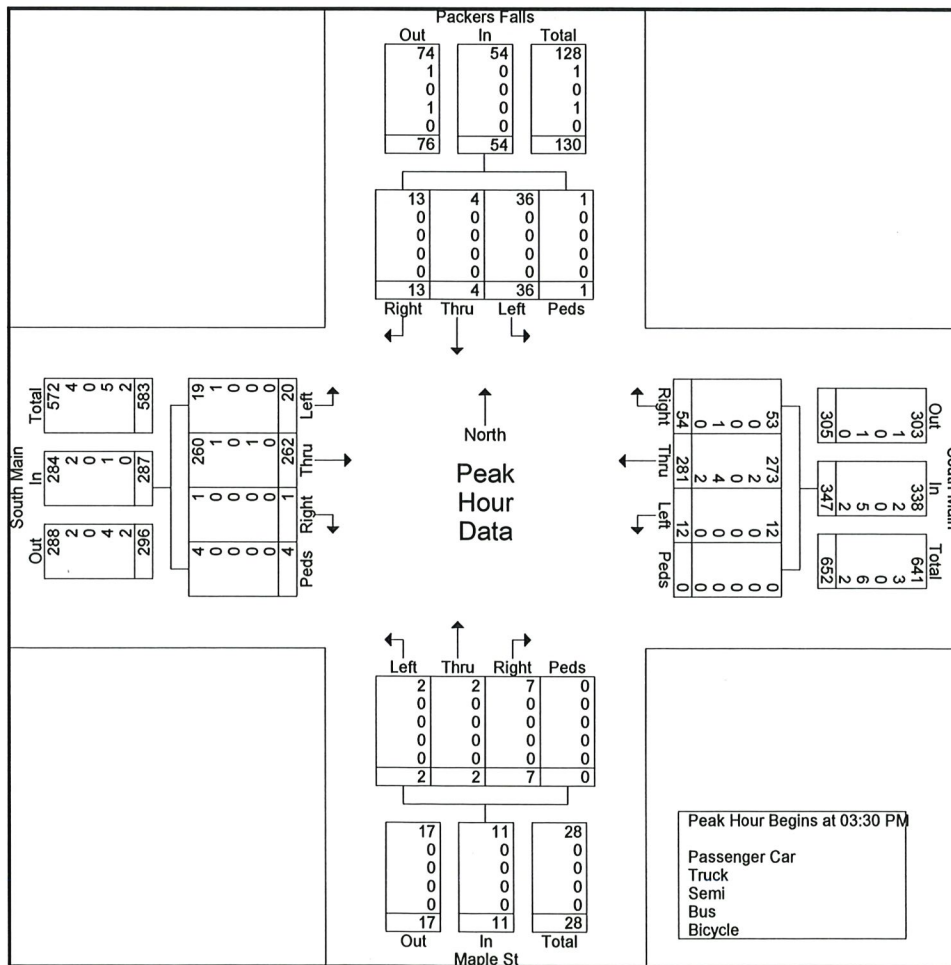 Packers Falls
Out In Total
74 54 128
1 0 1
0 0 0
1 0 1
0 0 0
76 54 130
13 4 36 1
0 0 0 0
0 0 0 0
0 0 0 0
0 0 0 0
13 4 36 1
Right Thru Left Peds
South Main
Total
572 4 0 5 2 583
In
284 2 0 1 0 287
Out
288 2 0 4 2 296
19 1 0 0 0 20
Left
260 1 0 1 0 262
Thru
1 0 0 0 0 1
Right
4 0 0 0 0 4
Peds
North
Peak
Hour
Data
Right
53 0 0 1 0 54
Thru
273 2 0 4 2 281
Left
12 0 0 0 0 12
Peds
0 0 0 0 0 0
Out
303 1 0 1 0 305
In
338 2 0 5 2 347
Total
641 3 0 6 2 652
South Main
Left Thru Right Peds
2 2 7 0
0 0 0 0
0 0 0 0
0 0 0 0
0 0 0 0
2 2 7 0
17 11 28
0 0 0
0 0 0
0 0 0
0 0 0
17 11 28
Out In Total
Maple St
Peak Hour Begins at 03:30 PM
Passenger Car
Truck
Semi
Bus
Bicycle